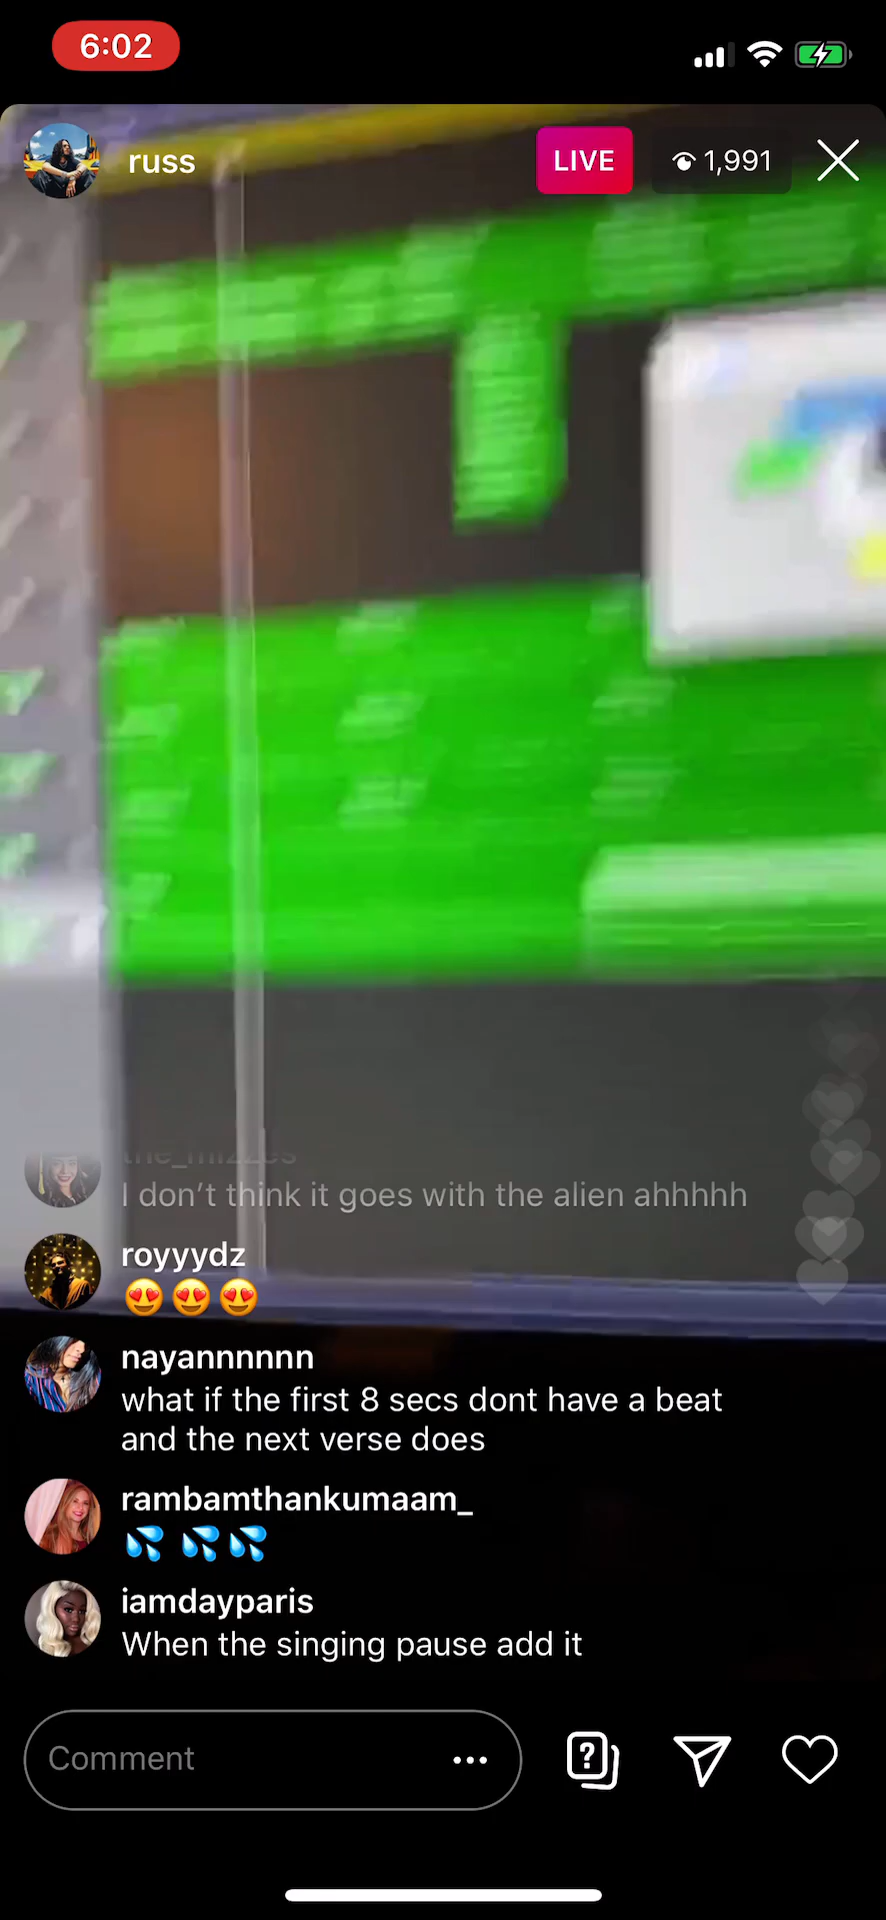 6:02
russ
LIVE
1,991
the_mizzes
I don’t think it goes with the alien ahhhhh
royyydz
😍😍😍
nayannnnnn
what if the first 8 secs dont have a beat
and the next verse does
rambamthankumaam_
💦 💦💦
iamdayparis
When the singing pause add it
Comment